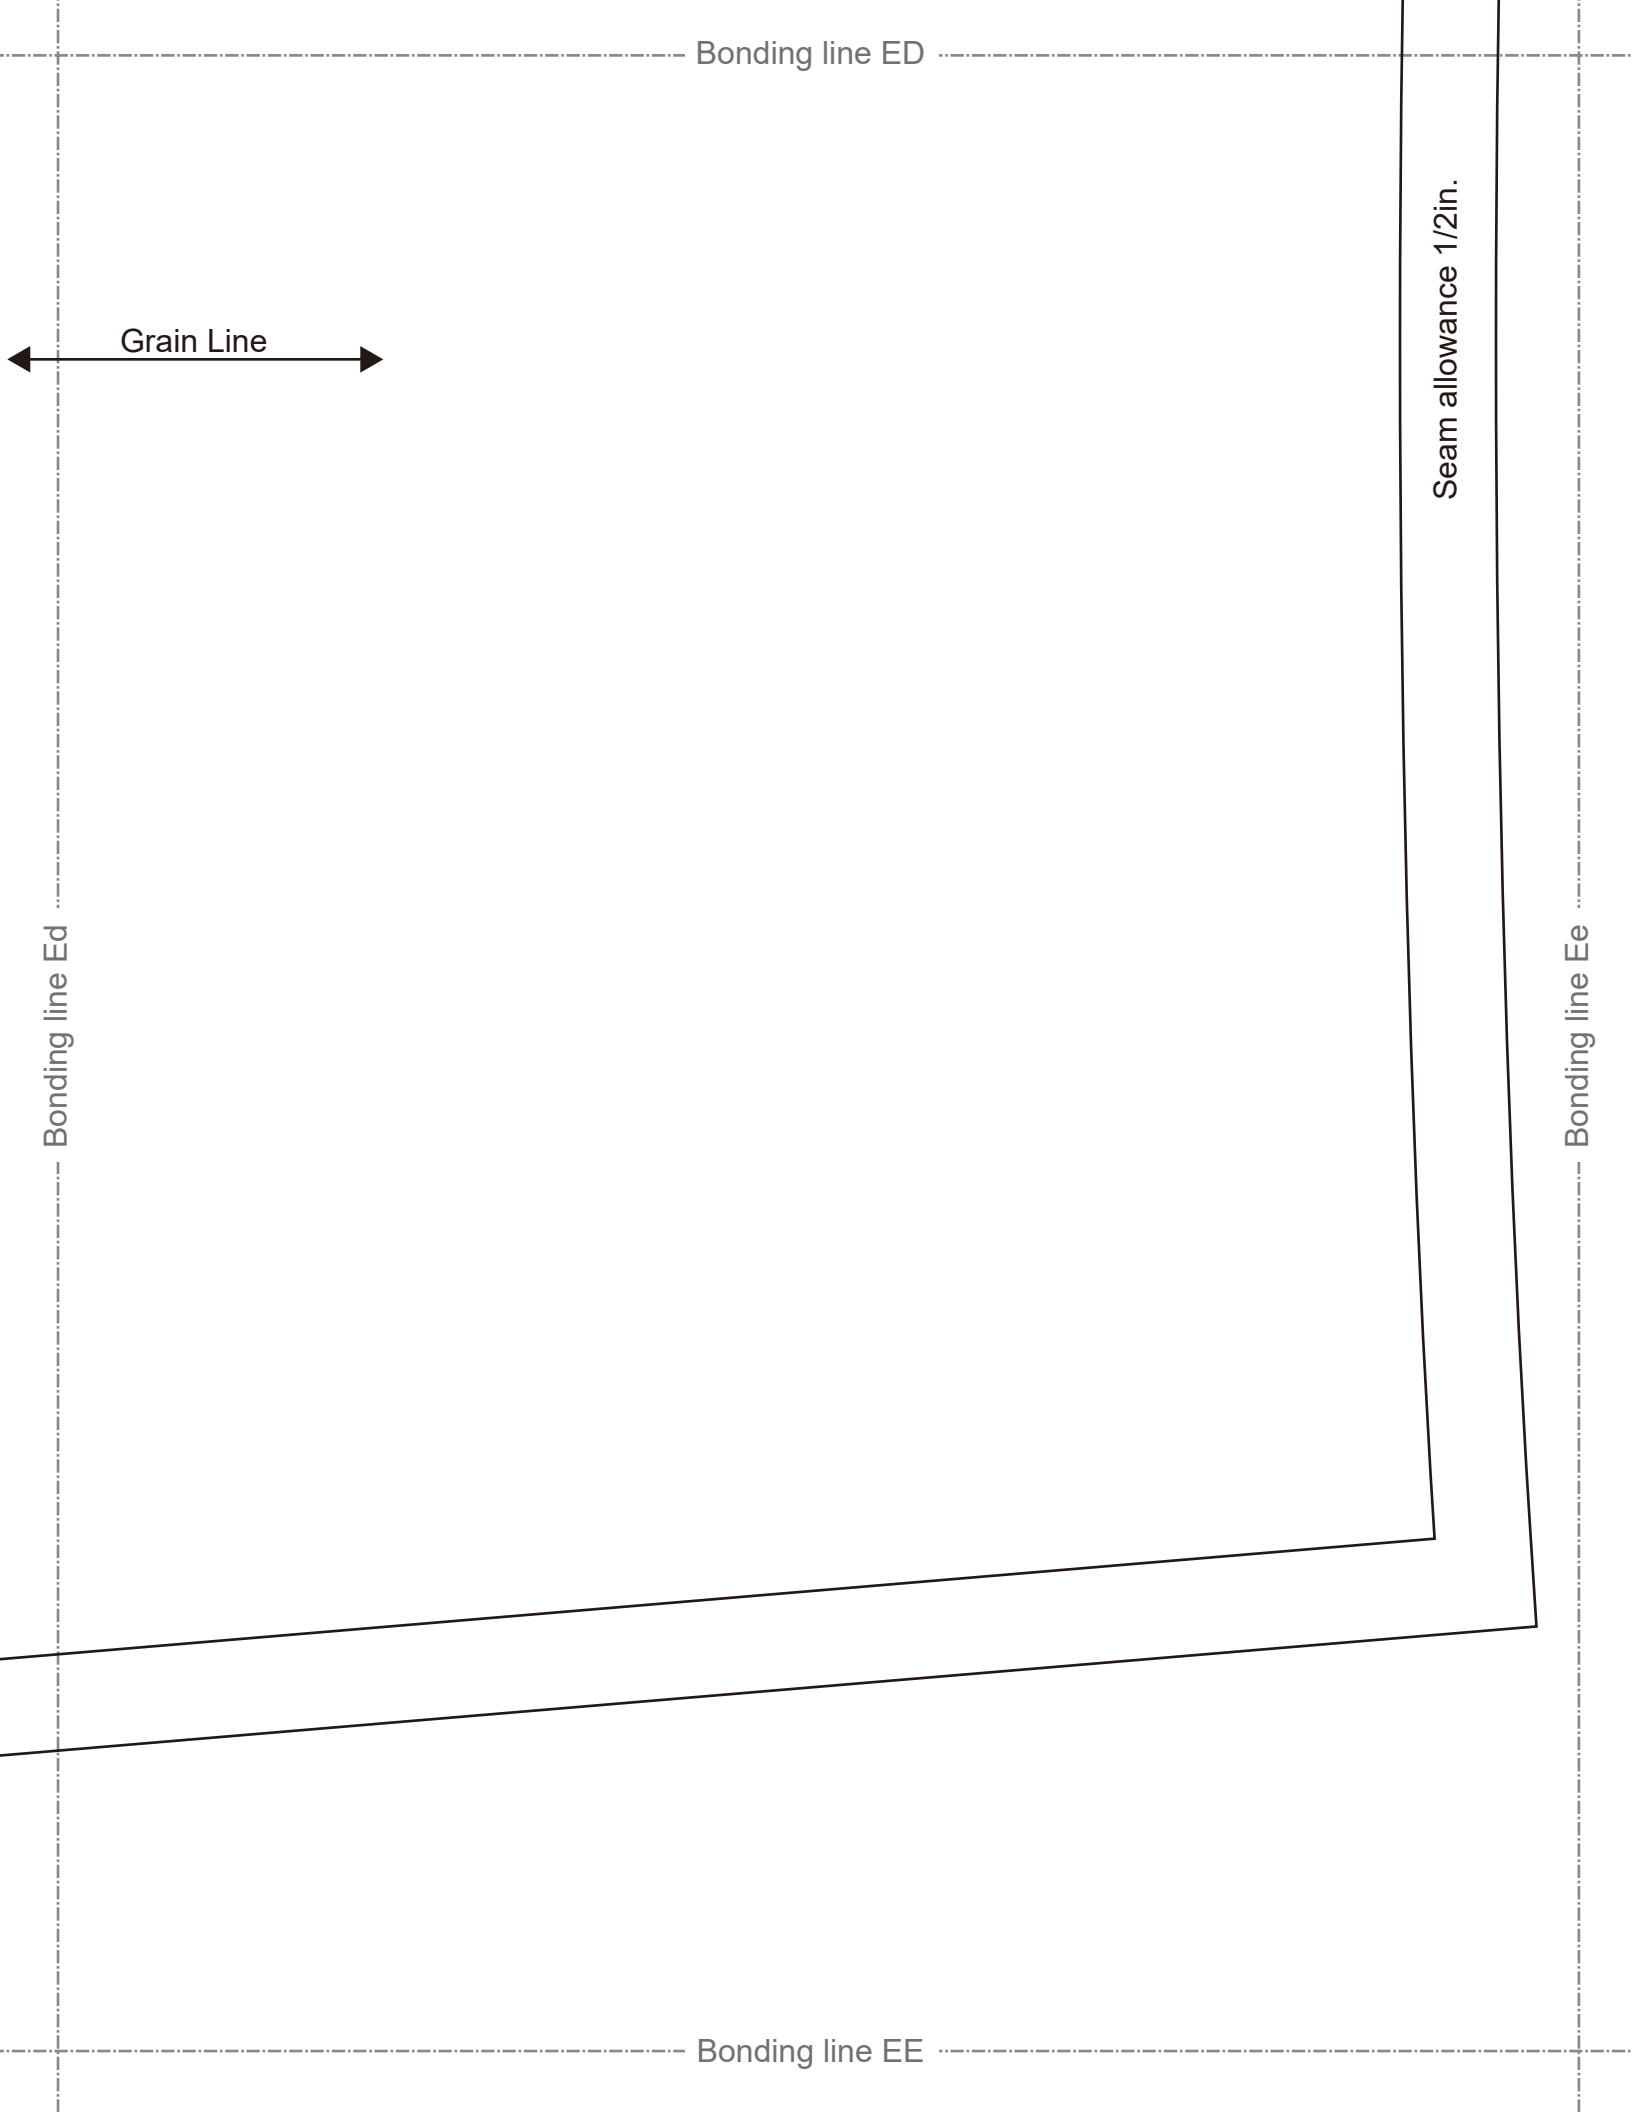 Bonding line ED
Seam allowance 1/2in.
Grain Line
Bonding line Ed
Bonding line Ee
Bonding line EE